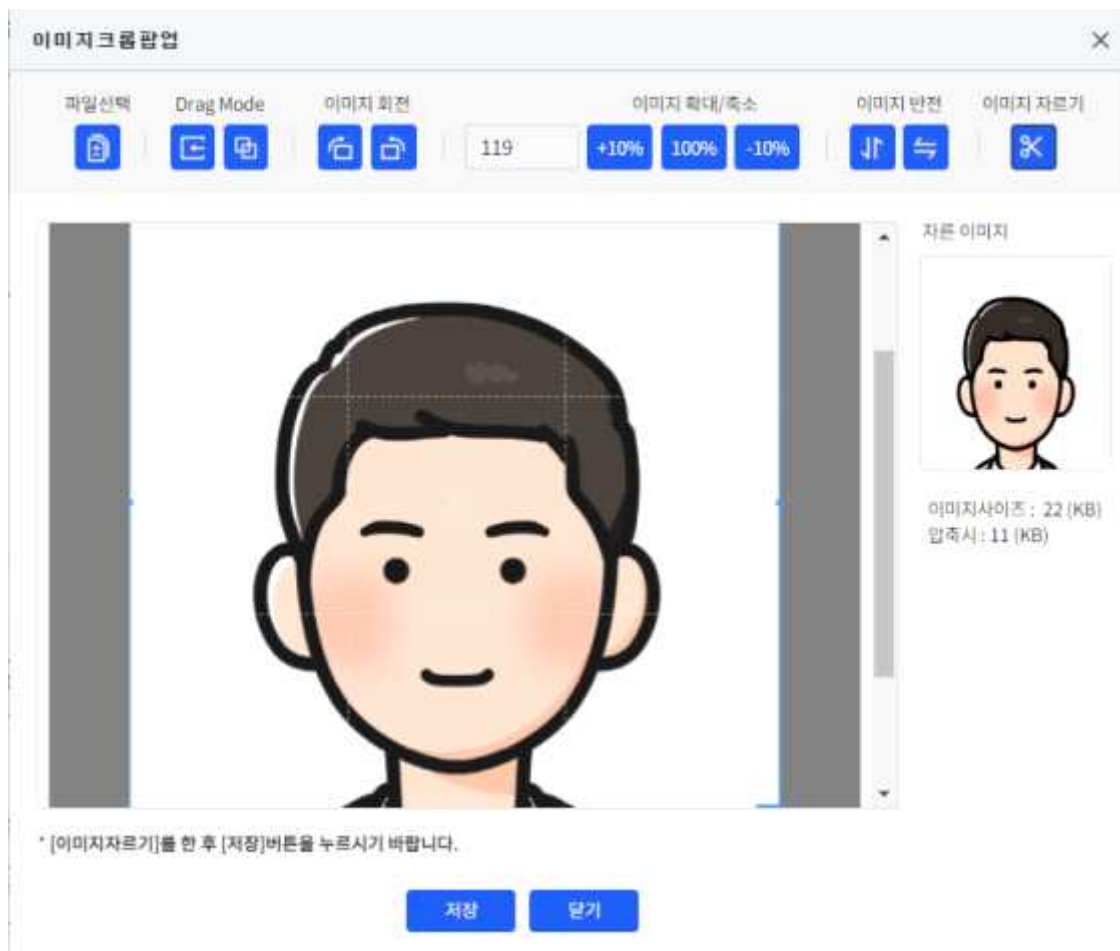 이미지크롭팝업
파일선택 Drag Mode 이미지 회전 이미지 확대/축소 이미지 반전 이미지 자르기
119 +10% 100% -10%
자른 이미지
이미지사이즈 : 22 (KB)
압축시 : 11 (KB)
* [이미지자르기]를 한 후 [저장]버튼을 누르시기 바랍니다.
저장 닫기